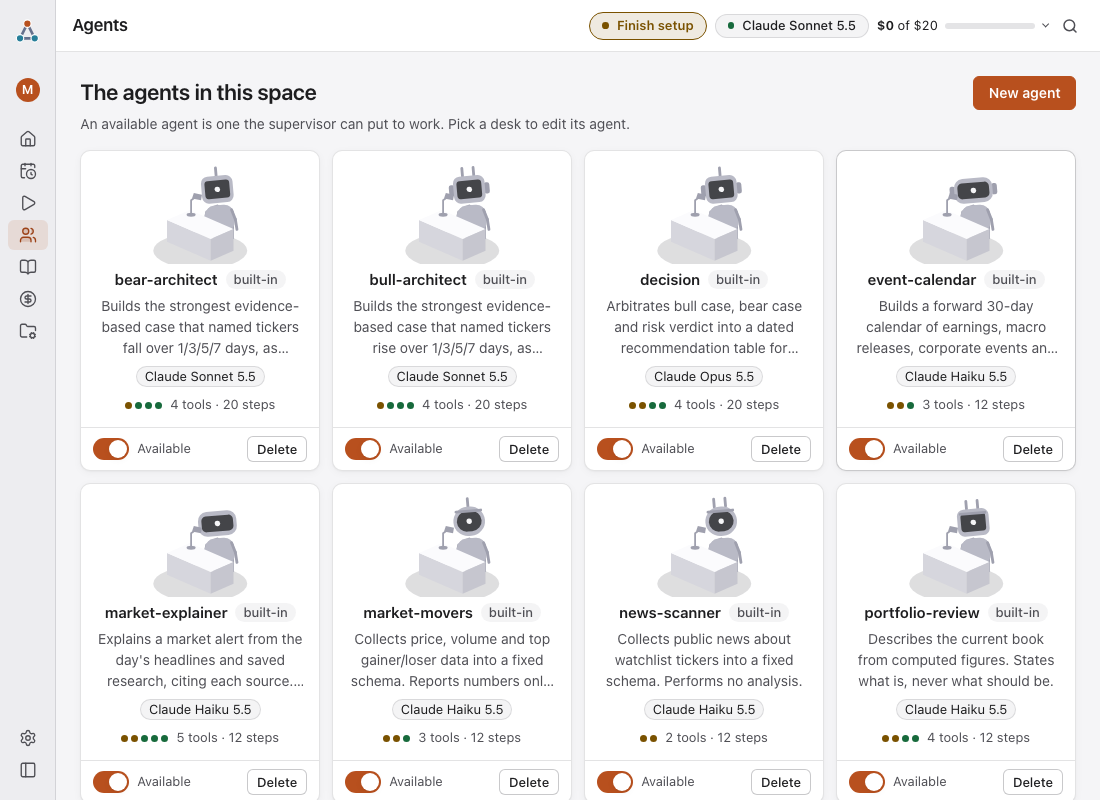 Agents
Finish setup
Claude Sonnet 5.5
$0 of $20
M
The agents in this space
New agent
An available agent is one the supervisor can put to work. Pick a desk to edit its agent.
bear-architect built-in
Builds the strongest evidence-
based case that named tickers
fall over 1/3/5/7 days, as...
Claude Sonnet 5.5
4 tools · 20 steps
Available
Delete
bull-architect built-in
Builds the strongest evidence-
based case that named tickers
rise over 1/3/5/7 days, as...
Claude Sonnet 5.5
4 tools · 20 steps
Available
Delete
decision built-in
Arbitrates bull case, bear case
and risk verdict into a dated
recommendation table for...
Claude Opus 5.5
4 tools · 20 steps
Available
Delete
event-calendar built-in
Builds a forward 30-day
calendar of earnings, macro
releases, corporate events an...
Claude Haiku 5.5
3 tools · 12 steps
Available
Delete
market-explainer built-in
Explains a market alert from the
day's headlines and saved
research, citing each source....
Claude Haiku 5.5
5 tools · 12 steps
Available
Delete
market-movers built-in
Collects price, volume and top
gainer/loser data into a fixed
schema. Reports numbers onl...
Claude Haiku 5.5
3 tools · 12 steps
Available
Delete
news-scanner built-in
Collects public news about
watchlist tickers into a fixed
schema. Performs no analysis.
Claude Haiku 5.5
2 tools · 12 steps
Available
Delete
portfolio-review built-in
Describes the current book
from computed figures. States
what is, never what should be.
Claude Haiku 5.5
4 tools · 12 steps
Available
Delete